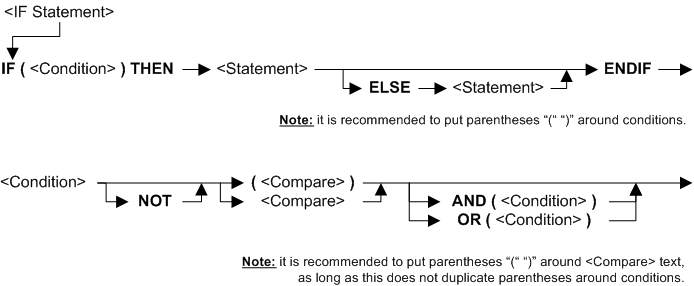 <IF Statement>
IF ( <Condition> ) THEN <Statement> ENDIF
ELSE <Statement>
Note: it is recommended to put parentheses “(“ “)” around conditions.
<Condition> ( <Compare> )
NOT <Compare> AND ( <Condition> )
OR ( <Condition> )
Note: it is recommended to put parentheses “(“ “)” around <Compare> text,
as long as this does not duplicate parentheses around conditions.